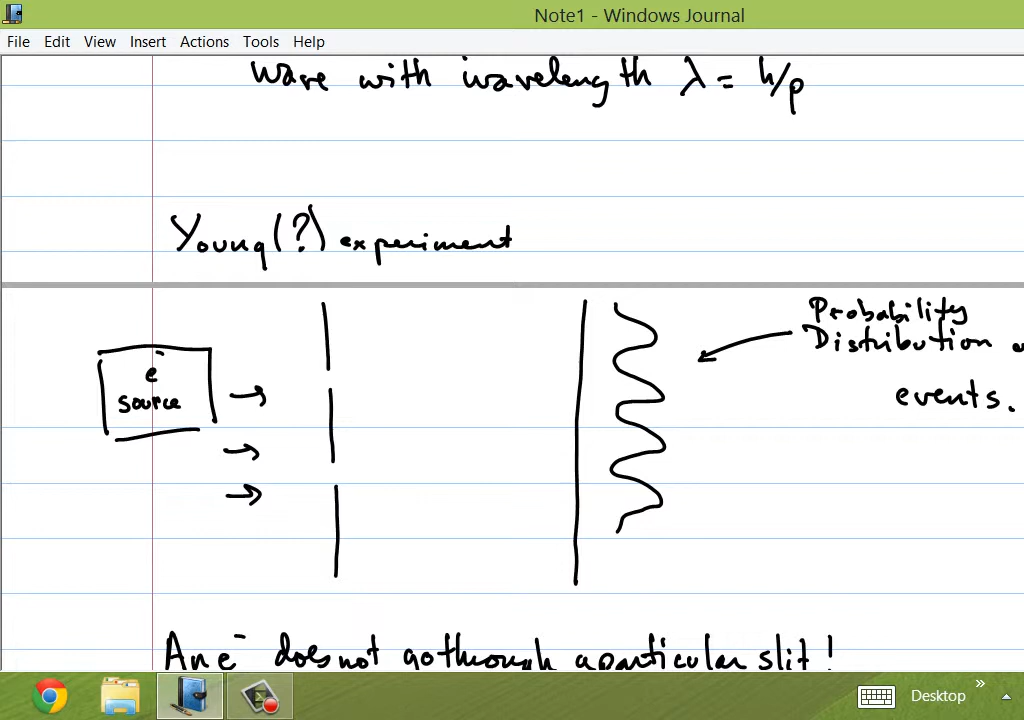 Note1 - Windows Journal
File Edit View Insert Actions Tools Help
wave with wavelength λ = h/p
Young(?) experiment
Probability
Distribution
events.
e⁻
source
An e⁻ does not go through a particular slit!
Desktop